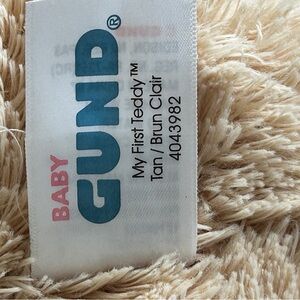 BABY
GUND®
My First Teddy™
Tan / Brun Clair
4043982